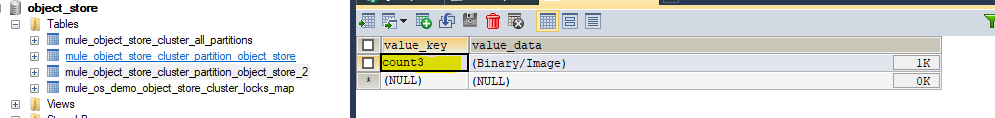 object_store
Tables
mule_object_store_cluster_all_partitions
mule_object_store_cluster_partition_object_store
mule_object_store_cluster_partition_object_store_2
mule_os_demo_object_store_cluster_locks_map
Views
value_key value_data
count3 (Binary/Image) 1K
* (NULL) (NULL) 0K